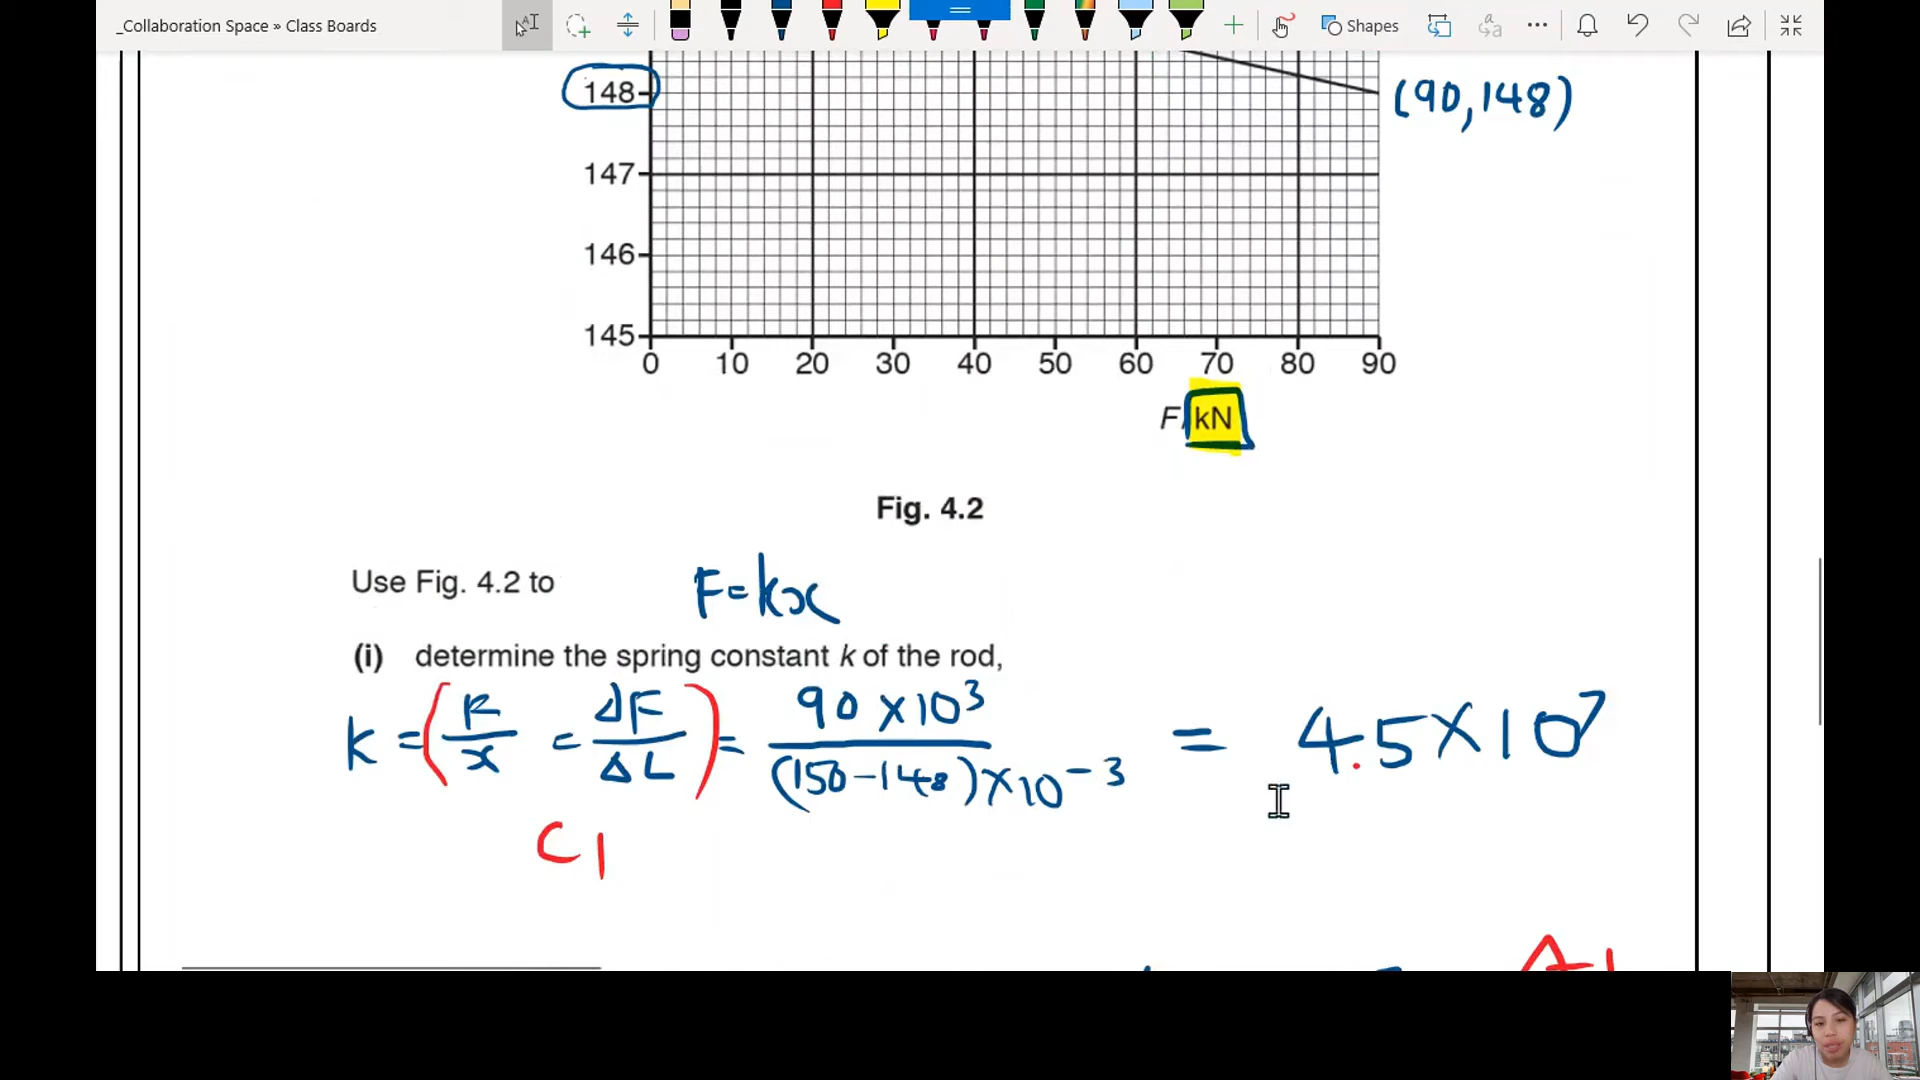 _Collaboration Space » Class Boards
Shapes
148
(90,148)
147
146
145
0 10 20 30 40 50 60 70 80 90
F/kN
Fig. 4.2
Use Fig. 4.2 to
F=kx
(i) determine the spring constant k of the rod,
k = (F/x = ΔF/ΔL) = 90 x 10³/(150-148) x 10⁻³ = 4.5 x 10⁷
C1